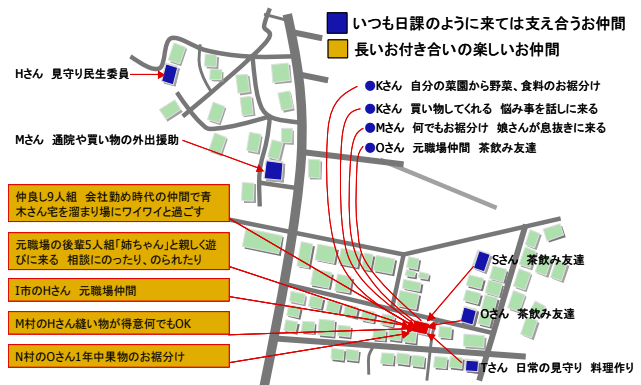 いつも日課のように来ては支え合うお仲間
長いお付き合いの楽しいお仲間
Hさん 見守り民生委員
●Kさん 自分の菜園から野菜、食料のお裾分け
●Kさん 買い物してくれる 悩み事を話しに来る
●Mさん 何でもお裾分け 娘さんが息抜きに来る
●Oさん 元職場仲間 茶飲み友達
Mさん 通院や買い物の外出援助
仲良し9人組 会社勤め時代の仲間で青
木さん宅を溜まり場にワイワイと過ごす
元職場の後輩5人組「姉ちゃん」と親しく遊
びに来る 相談にのったり、のられたり
I市のHさん 元職場仲間
M村のHさん縫い物が得意何でもOK
N村のOさん1年中果物のお裾分け
Sさん 茶飲み友達
Oさん 茶飲み友達
Tさん 日常の見守り 料理作り